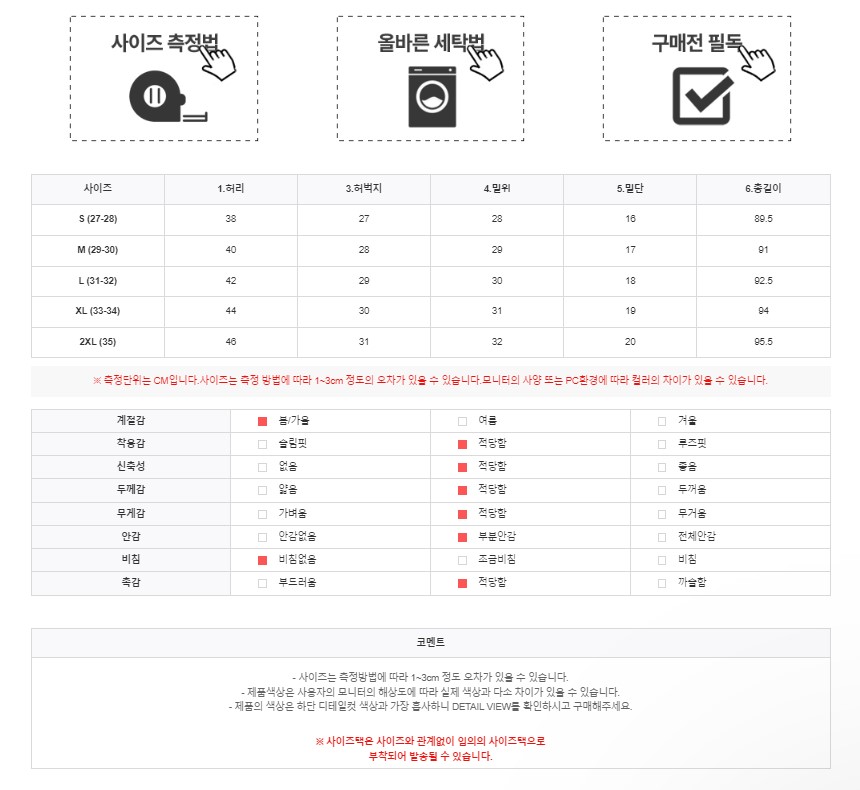 사이즈 측정법
올바른 세탁법
구매전 필독
사이즈 1.허리 3.허벅지 4.밑위 5.밑단 6.총길이
S (27-28) 38 27 28 16 89.5
M (29-30) 40 28 29 17 91
L (31-32) 42 29 30 18 92.5
XL (33-34) 44 30 31 19 94
2XL (35) 46 31 32 20 95.5
※ 측정단위는 CM입니다.사이즈는 측정 방법에 따라 1~3cm 정도의 오차가 있을 수 있습니다.모니터의 사양 또는 PC환경에 따라 컬러의 차이가 있을 수 있습니다.
계절감 봄/가을 여름 겨울
착용감 슬림핏 적당함 루즈핏
신축성 없음 적당함 좋음
두께감 얇음 적당함 두꺼움
무게감 가벼움 적당함 무거움
안감 안감없음 부분안감 전체안감
비침 비침없음 조금비침 비침
촉감 부드러움 적당함 까슬함
코멘트
- 사이즈는 측정방법에 따라 1~3cm 정도 오차가 있을 수 있습니다.
- 제품색상은 사용자의 모니터의 해상도에 따라 실제 색상과 다소 차이가 있을 수 있습니다.
- 제품의 색상은 하단 디테일컷 색상과 가장 흡사하니 DETAIL VIEW를 확인하시고 구매해주세요.
※ 사이즈택은 사이즈와 관계없이 임의의 사이즈택으로
부착되어 발송될 수 있습니다.